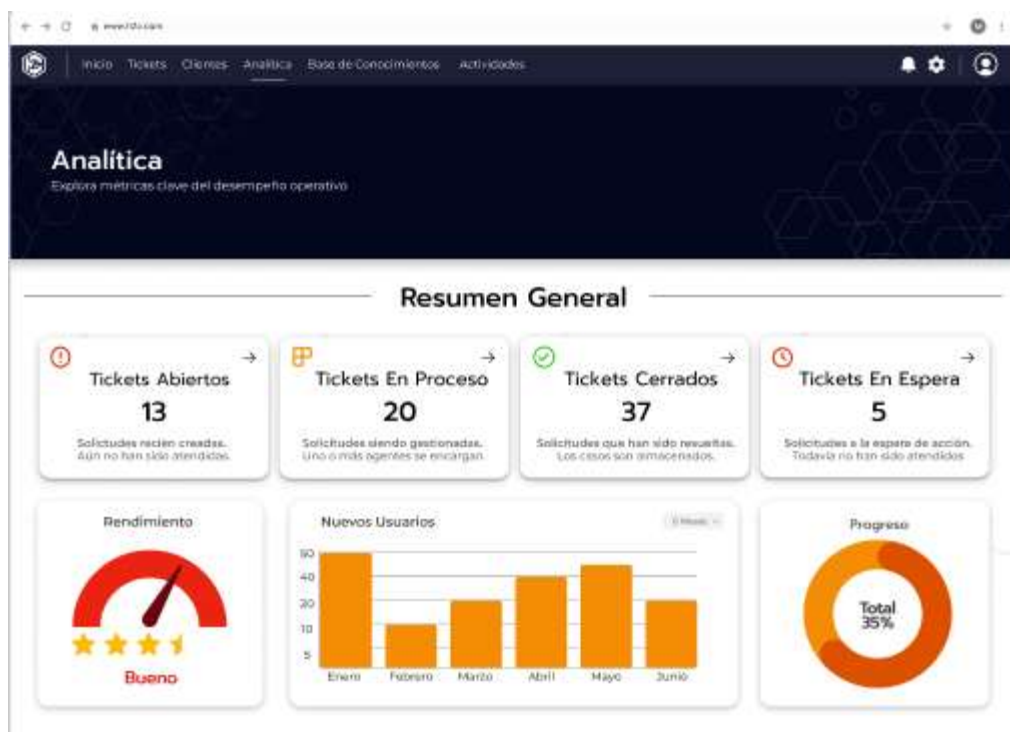 Inicio Tickets Clientes Analítica Base de Conocimientos Actividades
Analítica
Explora métricas clave del desempeño operativo
Resumen General
Tickets Abiertos
13
Solicitudes recién creadas.
Aún no han sido atendidas.
Tickets En Proceso
20
Solicitudes siendo gestionadas.
Uno o más agentes se encargan.
Tickets Cerrados
37
Solicitudes que han sido resueltas.
Los casos son almacenados.
Tickets En Espera
5
Solicitudes a la espera de acción.
Todavía no han sido atendidos
Rendimiento
Bueno
Nuevos Usuarios
50
40
20
10
5
Enero Febrero Marzo Abril Mayo Junio
Progreso
Total
35%